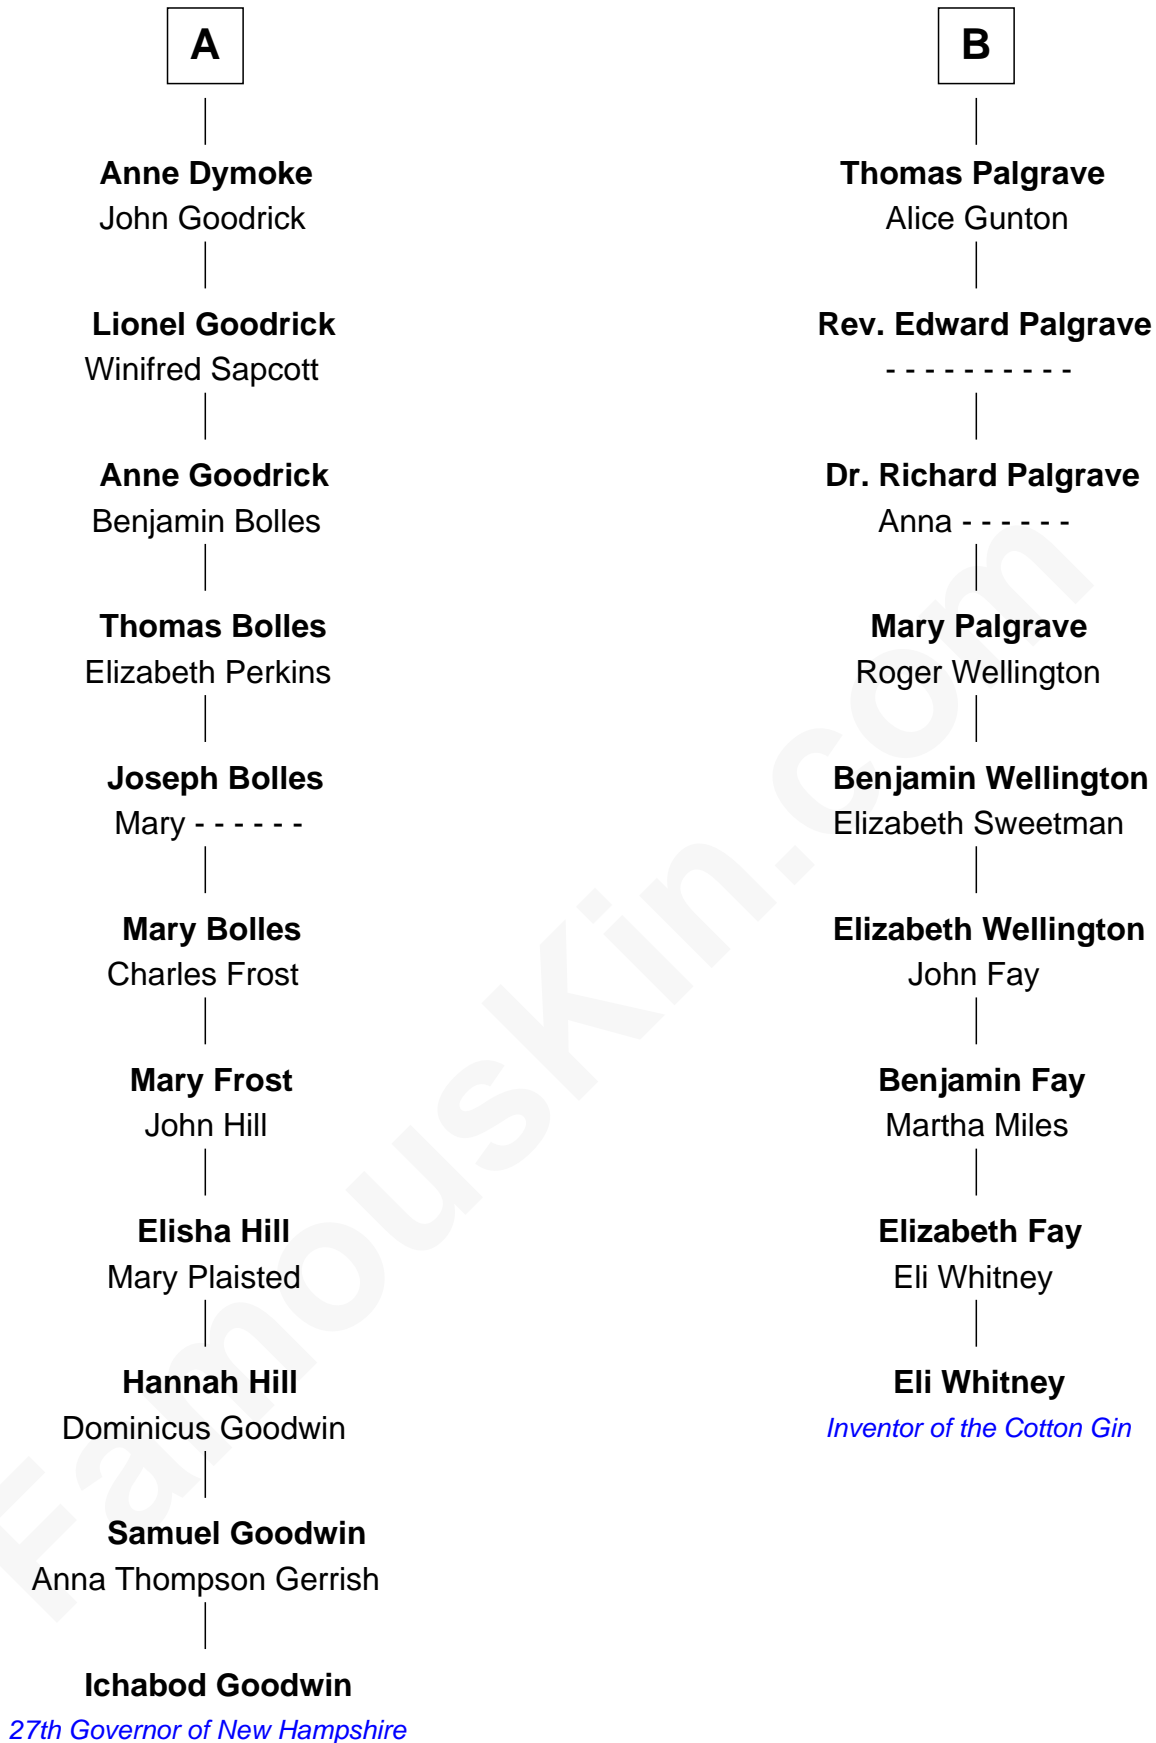 A
Anne Dymoke
John Goodrick
Lionel Goodrick
Winifred Sapcott
Anne Goodrick
Benjamin Bolles
Thomas Bolles
Elizabeth Perkins
Joseph Bolles
Mary - - - - - -
Mary Bolles
Charles Frost
Mary Frost
John Hill
Elisha Hill
Mary Plaisted
Hannah Hill
Dominicus Goodwin
Samuel Goodwin
Anna Thompson Gerrish
Ichabod Goodwin
27th Governor of New Hampshire
B
Thomas Palgrave
Alice Gunton
Rev. Edward Palgrave
- - - - - - - - - -
Dr. Richard Palgrave
Anna - - - - - -
Mary Palgrave
Roger Wellington
Benjamin Wellington
Elizabeth Sweetman
Elizabeth Wellington
John Fay
Benjamin Fay
Martha Miles
Elizabeth Fay
Eli Whitney
Eli Whitney
Inventor of the Cotton Gin
FamousKin.com